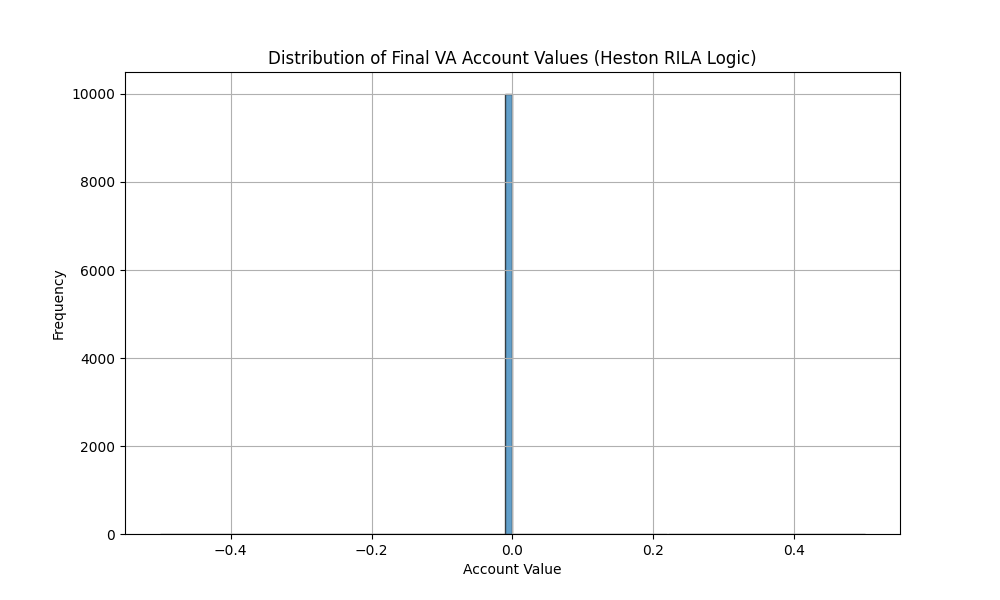 Distribution of Final VA Account Values (Heston RILA Logic)
10000
8000
6000
4000
2000
0
Frequency
−0.4 −0.2 0.0 0.2 0.4
Account Value